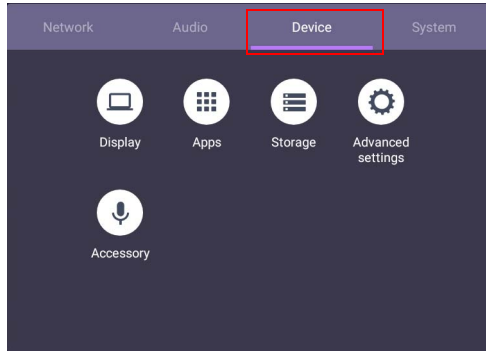 Network Audio Device System
Display Apps Storage Advanced
settings
Accessory